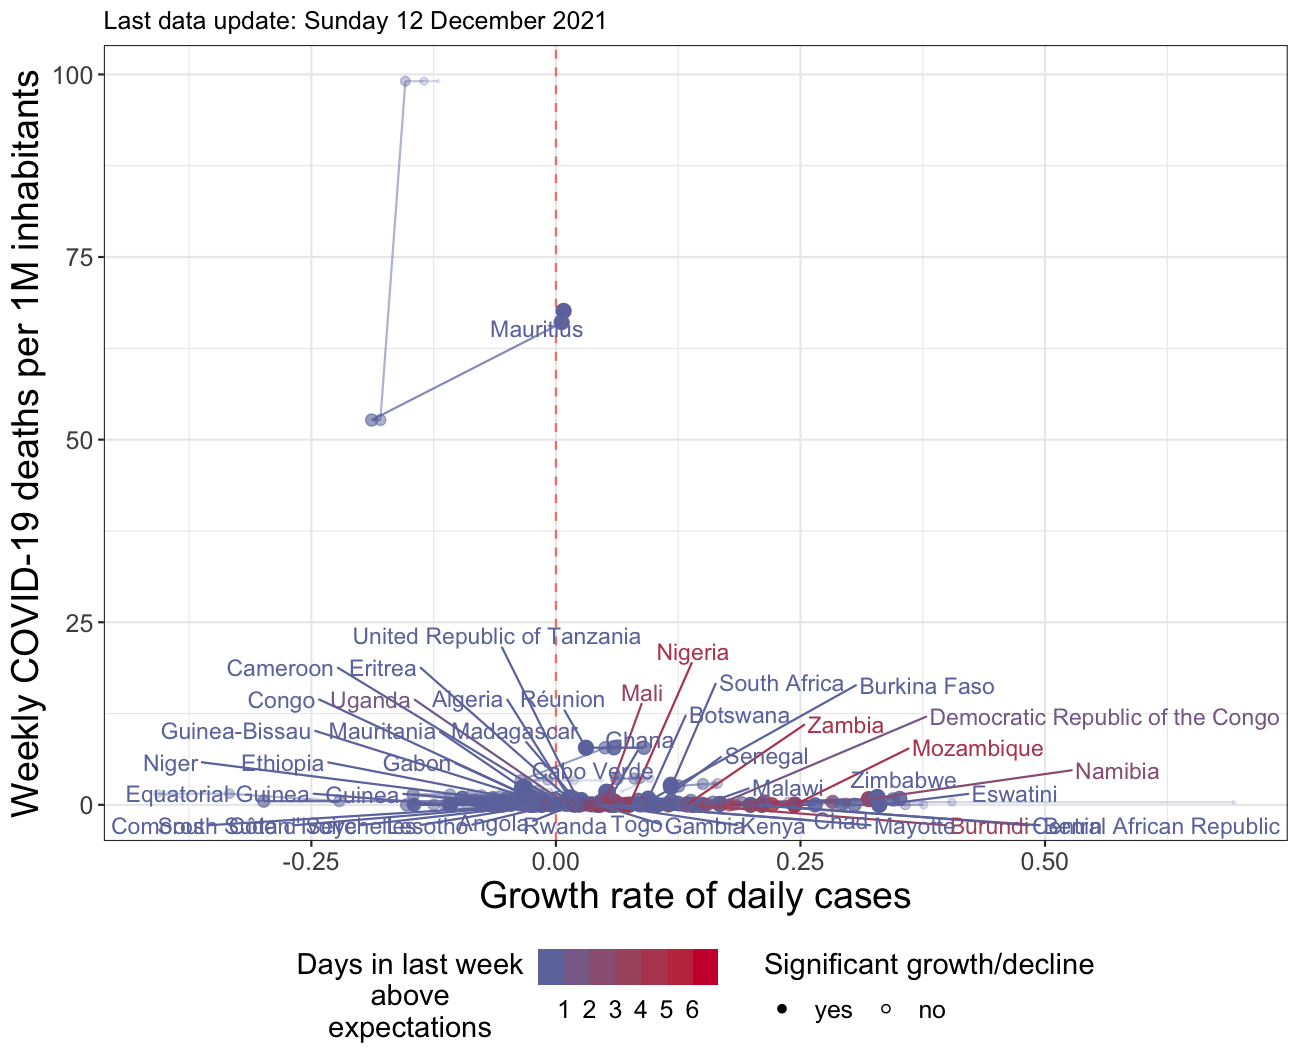 Last data update: Sunday 12 December 2021
Weekly COVID-19 deaths per 1M inhabitants
100
75
50
25
0
Mauritius
United Republic of Tanzania
Nigeria
Cameroon
Eritrea
Mali
South Africa
Burkina Faso
Congo
Uganda
Algeria
Réunion
Botswana
Democratic Republic of the Congo
Guinea-Bissau
Mauritania
Madagascar
Ghana
Zambia
Mozambique
Niger
Ethiopia
Gabon
Cabo Verde
Senegal
Namibia
Equatorial Guinea
Guinea
Malawi
Zimbabwe
Eswatini
Comoros
South
Seychelles
Lesotho
Angola
Rwanda
Togo
Gambia
Kenya
Chad
Mayotte
Burundi
Benin
Central African Republic
-0.25
0.00
0.25
0.50
Growth rate of daily cases
Days in last week
above
expectations
1 2 3 4 5 6
Significant growth/decline
yes
no